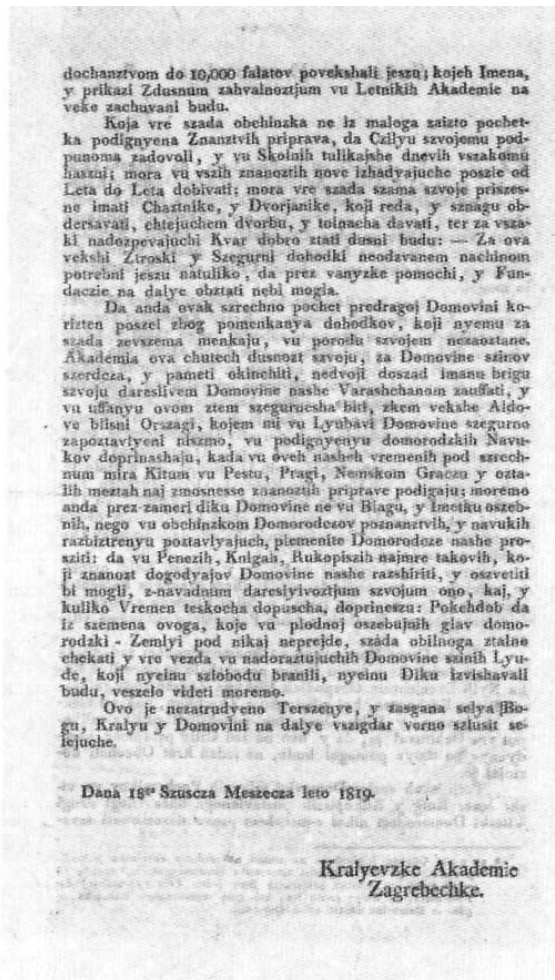 dochanztvom do 10,000 falatov povekshali jeszu; kojeh Imena,
y prikazi Zdusnum zahvalnoztjum vu Letnikih Akademie na
veke zachuvani budu.
Koja vre szada obchinzka ne iz maloga zaizto pochet-
ka podignyena Znanztvih priprava, da Czilyu szvojemu pod-
punoma zadovoli, y vu Skolnih tulikajshe dnevih vszakomu
haszni; mora vu vszih znanoztih nove izhadyajuche poszle od
Leta do Leta dobivati; mora vre szada szama szvoje priszes-
ne imati Chaztnike, y Dvorjanike, koji reda, y sznagu ob-
dersavati, chtejuchem dvorbu, y tolnacha davati, ter za vsza-
ki nadozpevajuchi Kvar dobro ztati dusni budu: — Za ova
vekshi Ztroski y Szegurni dohodki neodzvanem nachinom
potrebni jeszu natuliko, da prez vanyzke pomochi, y Fun-
daczie na dalye obztati nebi mogla.
Da anda ovak szrechno pochet predragoj Domovini ko-
rizten poszel zbog pomenkanya dohodkov, koji nyemu za
szada zevszema menkaju, vu porodu szvojem nezaoztane,
Akademia ova chutech dusnozt szvoju, za Domovine szinov
szerdcza, y pameti okinchiti, nedvoji doszad imanu brigu
szvoju dareslivem Domovine nashe Varashchanom zauffati, y
vu uffanyu ovom ztem szegurnesha biti, zkem vekshe Aldo-
ve blisni Orszagi, kojem mi vu Lyubavi Domovine szegurno
zapoztavlyeni niszmo, vu podignyenyu domorodzkih Navu-
kov doprinashaju, kada vu oveh nasheh vremenih pod szrech-
num mira Kitum vu Pestu, Pragi, Nemskom Graczu y ozta-
lih meztah naj zmosnesse znanoztih priprave podigaju; moremo
anda prez zameri diku Domovine ne vu Blagu, y Imetku oszeb-
nih, nego vu obchinzkom Domorodczov poznanztvih, y navukih
razbiztrenyu poztavlyajuch, plemenite Domorodcze nashe pro-
sziti: da vu Penezih, Knigah, Rukopiszih najmre takovih, ko-
ji znanozt dogodyajov Domovine nashe razshiriti, y oszvetiti
bi mogli, z-navadnum dareslyivoztjum szvojum ono, kaj, y
kuliko Vremen teskocha dopuscha, doprineszu: Pokehdob da
iz szemena ovoga, koje vu plodnoj oszebujnih glav domo-
rodzki - Zemlyi pod nikaj neprejde, szada obilnoga ztalno
chekati y vre vezda vu nadoraztujuchih Domovine szinih Lyu-
de, koji nyeinu szlobodu branili, nyeinu Diku izvishavali
budu, veszelo videti moremo.
Ovo je nezatrudyeno Terszenye, y zasgana selya Bo-
gu, Kralyu y Domovini na dalye vszigdar verno szlusit se-
lejuche.
Dana 18ga Szuscza Meszecza leto 1819.
Kralyevzke Akademie
Zagrebechke.